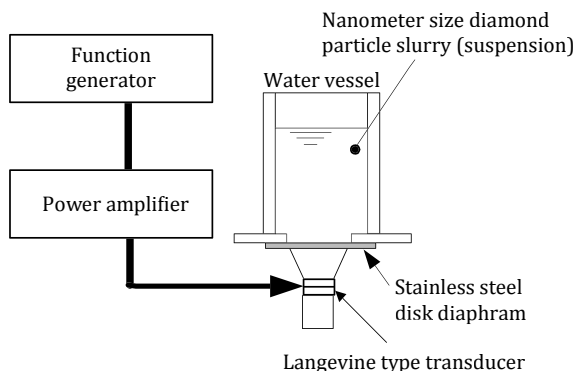 Nanometer size diamond
particle slurry (suspension)
Function
generator
Water vessel
Power amplifier
Stainless steel
disk diaphram
Langevine type transducer